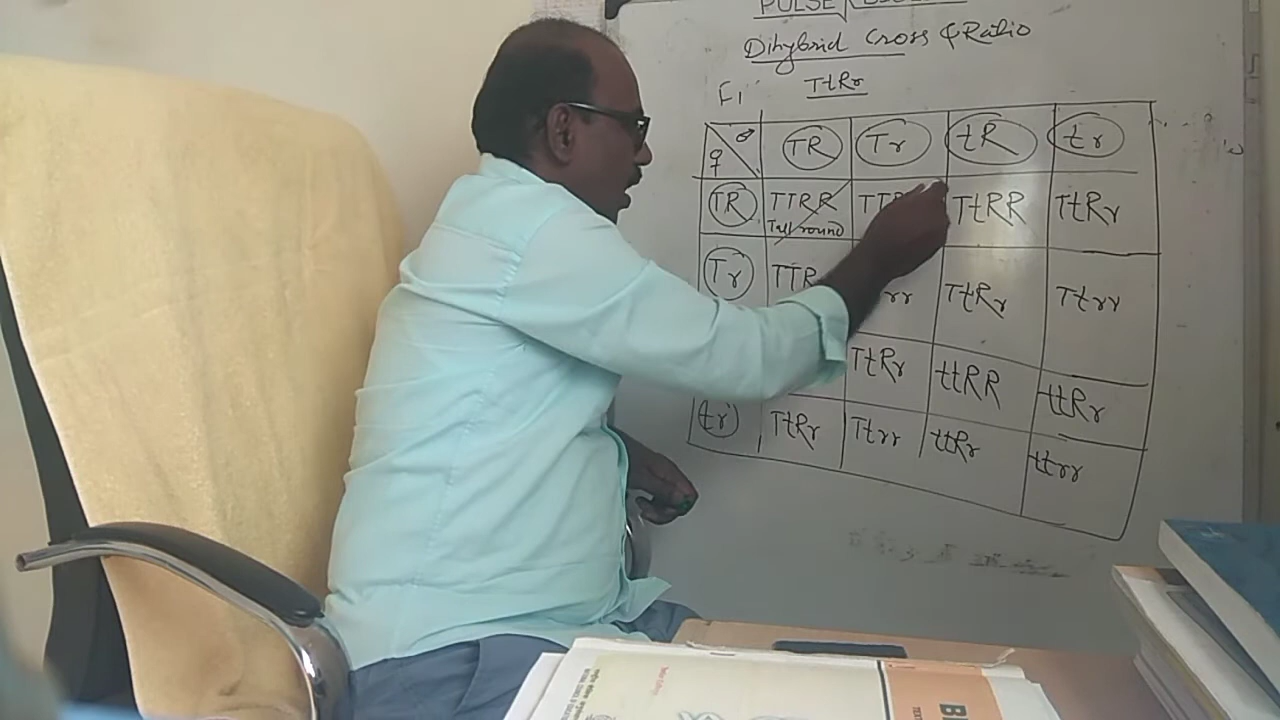 PULSE
Dihybrid Cross & Ratio
F1 TtRr
♀ ♂ TR Tr tR tr
TR TTRR TtRR TtRr
Tall round
Tr rr TtRr Ttrr
TtRr ttRR ttRr
tr TtRr Ttrr ttRr ttrr